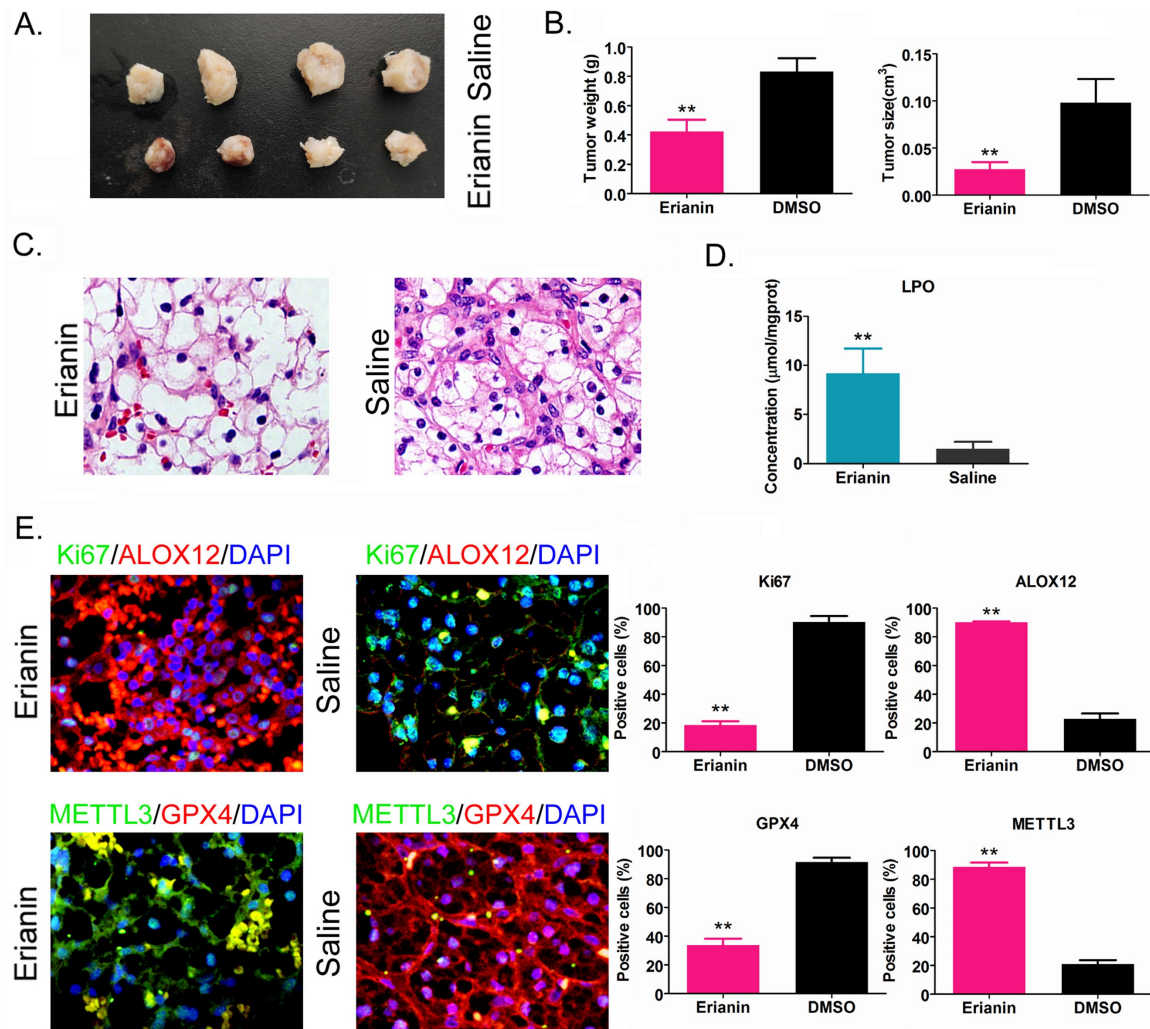 A.
Saline
Erianin
B.
Tumor weight (g)
1.0
0.8
0.6
0.4
0.2
0.0
**
Erianin
DMSO
Tumor size(cm³)
0.10
0.05
0.00
**
Erianin
DMSO
C.
Erianin
Saline
D.
LPO
Concentration (μmol/mgprot)
15
10
5
0
**
Erianin
Saline
E.
Ki67/ALOX12/DAPI
Erianin
Ki67/ALOX12/DAPI
Saline
Ki67
Positive cells (%)
100
80
60
40
20
0
**
Erianin
DMSO
ALOX12
Positive cells (%)
100
80
60
40
20
0
**
Erianin
DMSO
METTL3/GPX4/DAPI
Erianin
METTL3/GPX4/DAPI
Saline
GPX4
Positive cells (%)
100
80
60
40
20
0
**
Erianin
DMSO
METTL3
Positive cells (%)
100
80
60
40
20
0
**
Erianin
DMSO